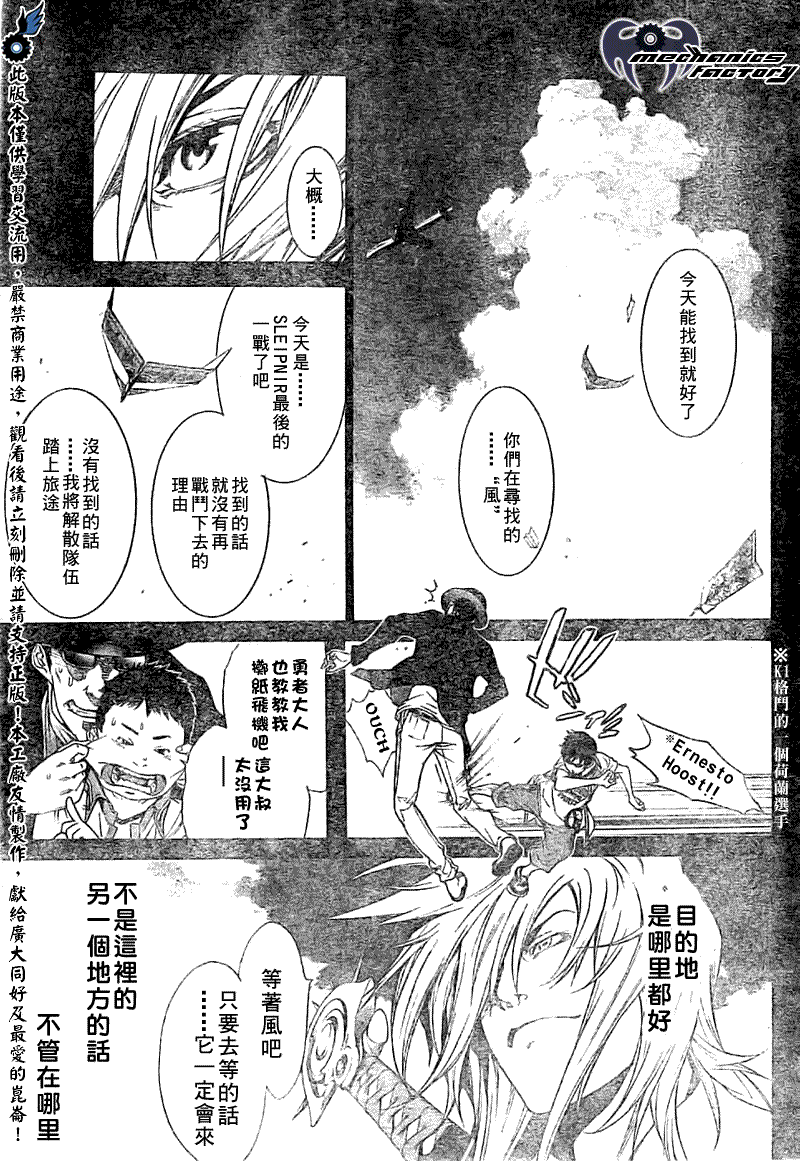 mechanics
factory
此版本僅供學習交流用，嚴禁商業用途，觀看後請立刻刪除並請支持正版！本工廠友情製作，獻給廣大同好及最愛的崑崙！
今天能找到就好了
你們在尋找的
……“風”
大概……
今天是……
SLEIPNIR最後的
一戰了吧
找到的話
就沒有再
戰鬥下去的
理由
沒有找到的話
……我將解散隊伍
踏上旅途
※K1格鬥的一個荷蘭選手
※Ernesto
Hoost!!
OUCH
勇者大人
也教教我
擲紙飛機吧
這大叔
太沒用了
目的地
是哪里都好
等著風吧
只要去等的話
……它一定會來
不是這裡的
另一個地方的話
不管在哪里